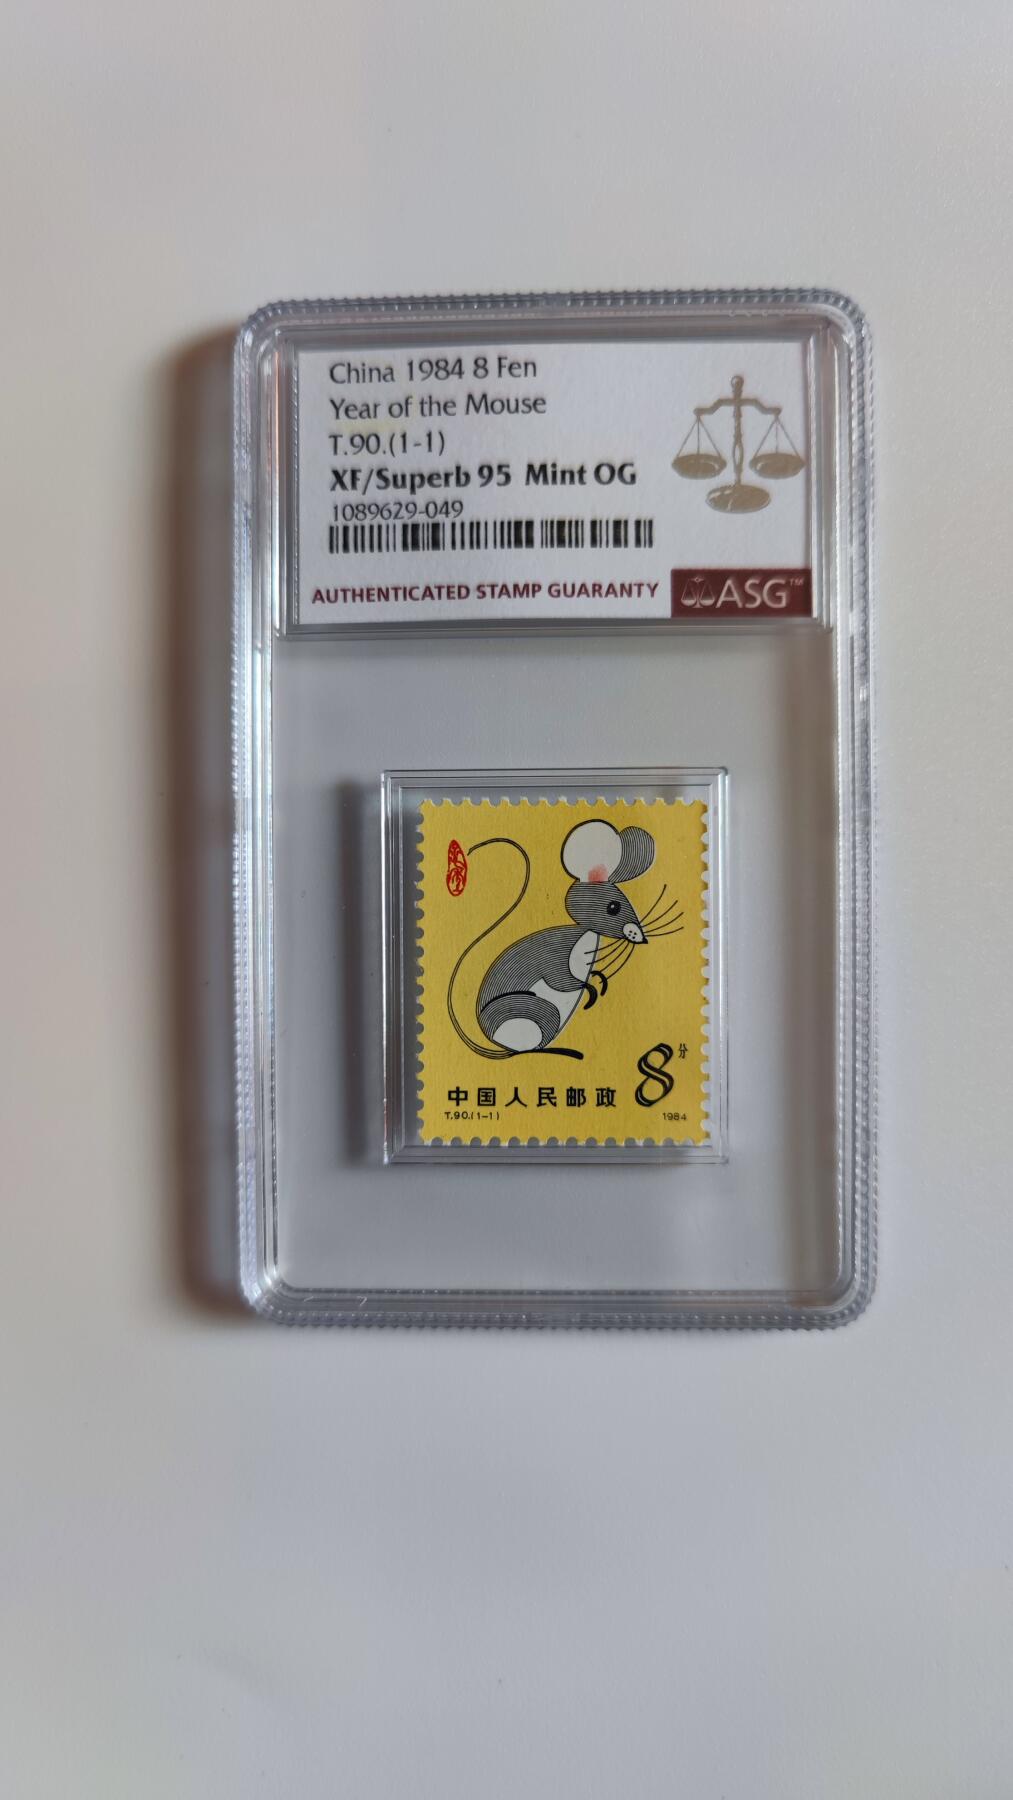 China 1984 8 Fen
Year of the Mouse
T.90.(1-1)
XF/Superb 95 Mint OG
1089629-049
AUTHENTICATED STAMP GUARANTY ASG™
8分
中国人民邮政
T.90.(1-1) 1984